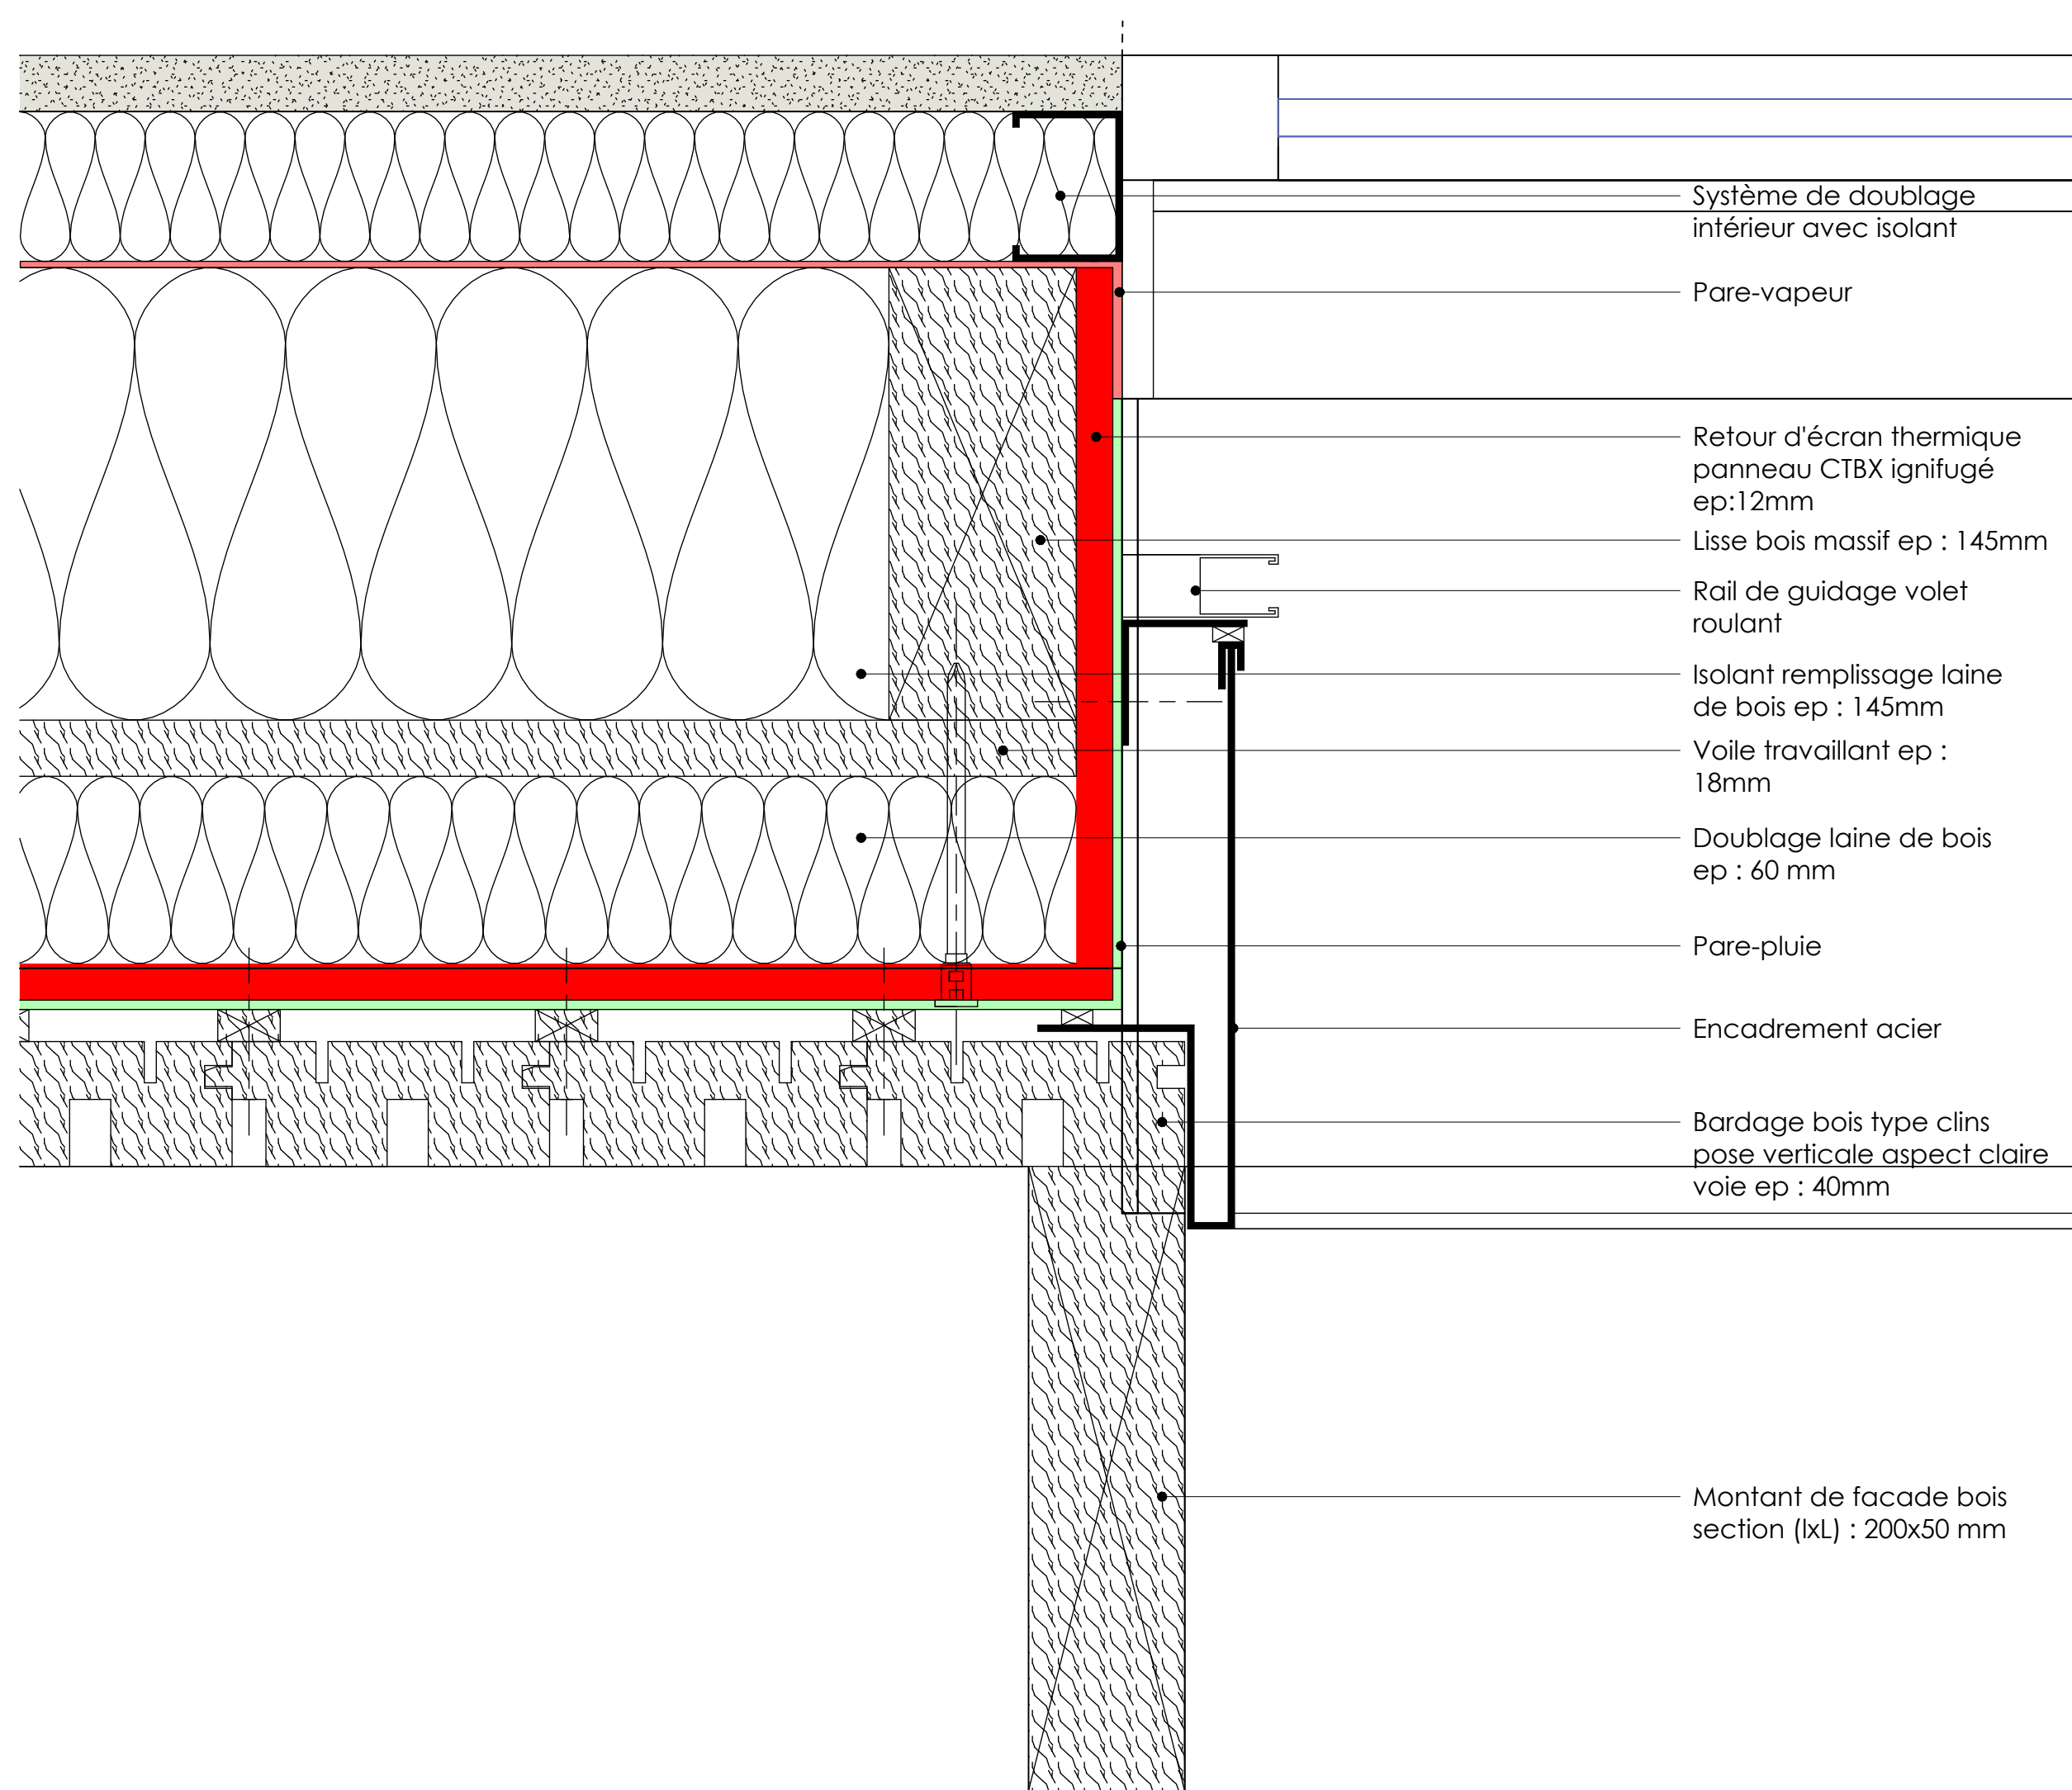 Système de doublage
intérieur avec isolant
Pare-vapeur
Retour d'écran thermique
panneau CTBX ignifugé
ep:12mm
Lisse bois massif ep : 145mm
Rail de guidage volet
roulant
Isolant remplissage laine
de bois ep : 145mm
Voile travaillant ep :
18mm
Doublage laine de bois
ep : 60 mm
Pare-pluie
Encadrement acier
Bardage bois type clins
pose verticale aspect claire
voie ep : 40mm
Montant de facade bois
section (lxL) : 200x50 mm